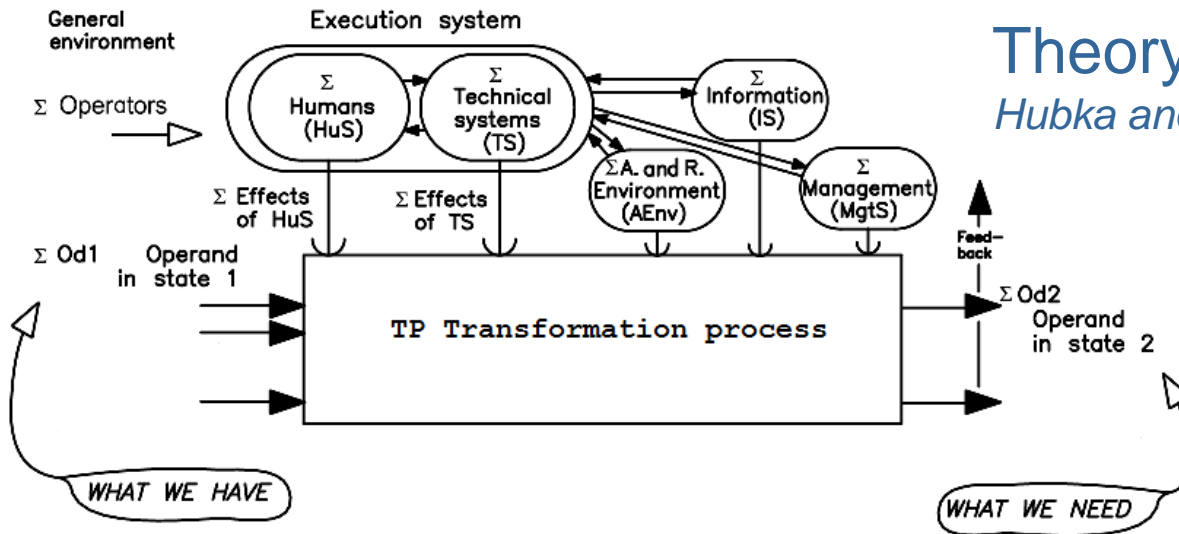 General
environment
Execution system
Theory
Hubka and
Σ Operators
Σ
Humans
(HuS)
Σ
Technical
systems
(TS)
Σ
Information
(IS)
Σ A. and R.
Environment
(AEnv)
Σ
Management
(MgtS)
Σ Effects
of HuS
Σ Effects
of TS
Feed-
back
Σ Od1 Operand
in state 1
TP Transformation process
Σ Od2
Operand
in state 2
WHAT WE HAVE
WHAT WE NEED